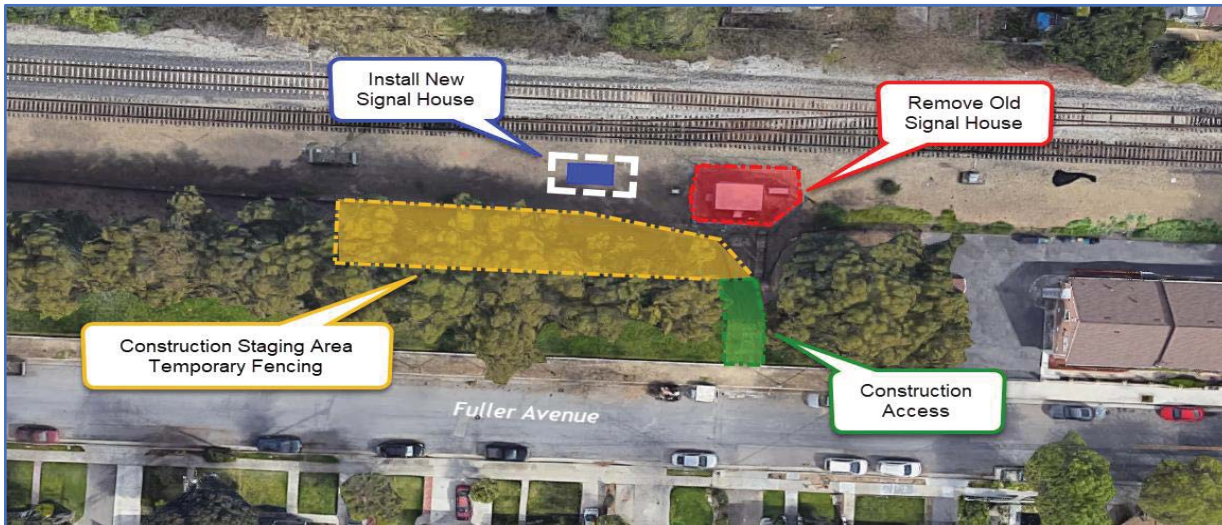 Install New
Signal House
Remove Old
Signal House
Construction Staging Area
Temporary Fencing
Construction
Access
Fuller Avenue